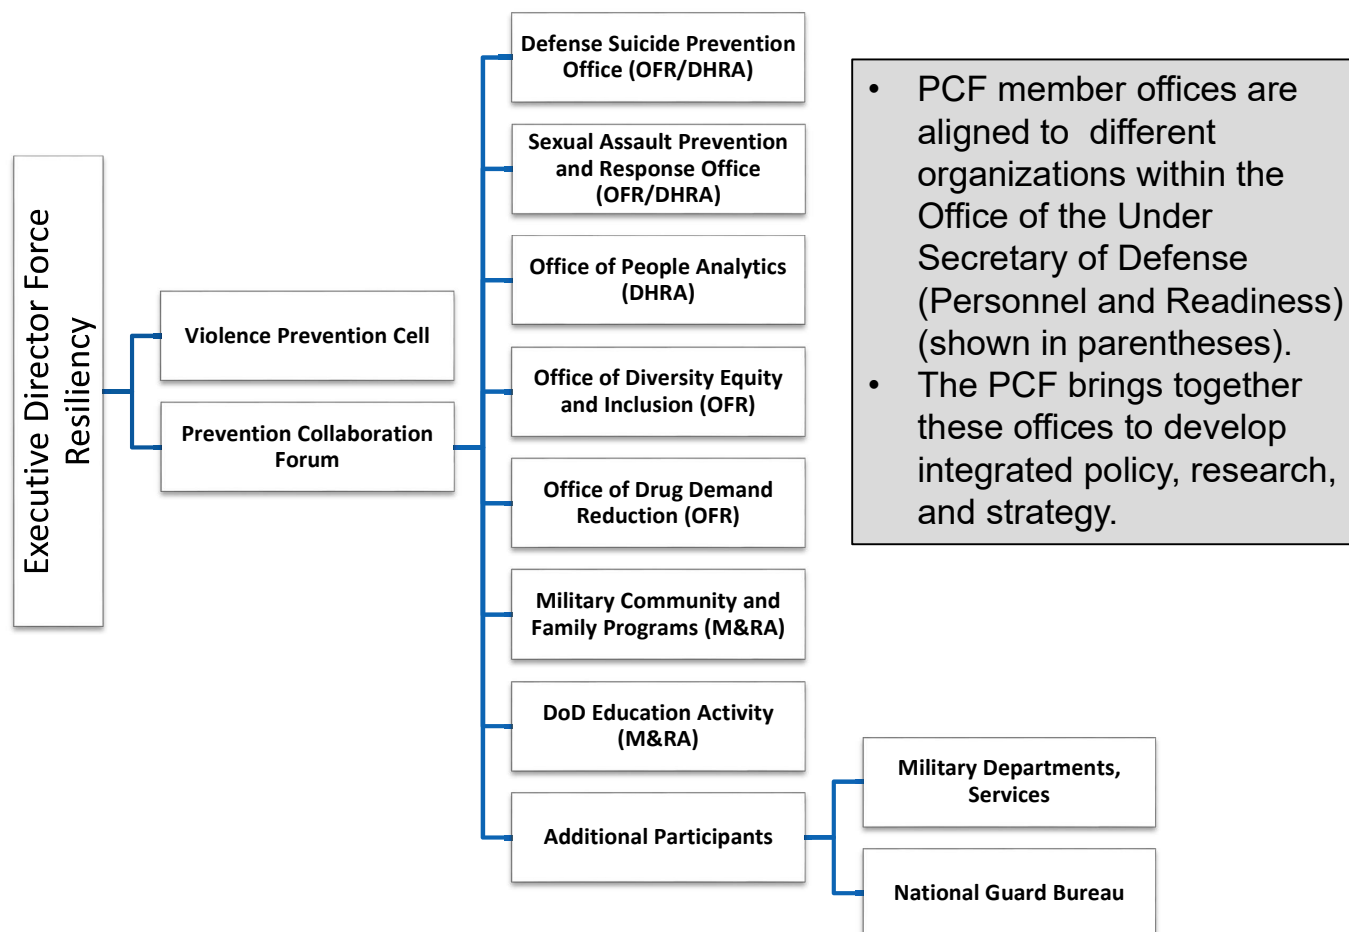 Executive Director Force
Resiliency
Violence Prevention Cell
Prevention Collaboration
Forum
Defense Suicide Prevention
Office (OFR/DHRA)
Sexual Assault Prevention
and Response Office
(OFR/DHRA)
Office of People Analytics
(DHRA)
Office of Diversity Equity
and Inclusion (OFR)
Office of Drug Demand
Reduction (OFR)
Military Community and
Family Programs (M&RA)
DoD Education Activity
(M&RA)
Additional Participants
Military Departments,
Services
National Guard Bureau
• PCF member offices are
aligned to different
organizations within the
Office of the Under
Secretary of Defense
(Personnel and Readiness)
(shown in parentheses).
• The PCF brings together
these offices to develop
integrated policy, research,
and strategy.